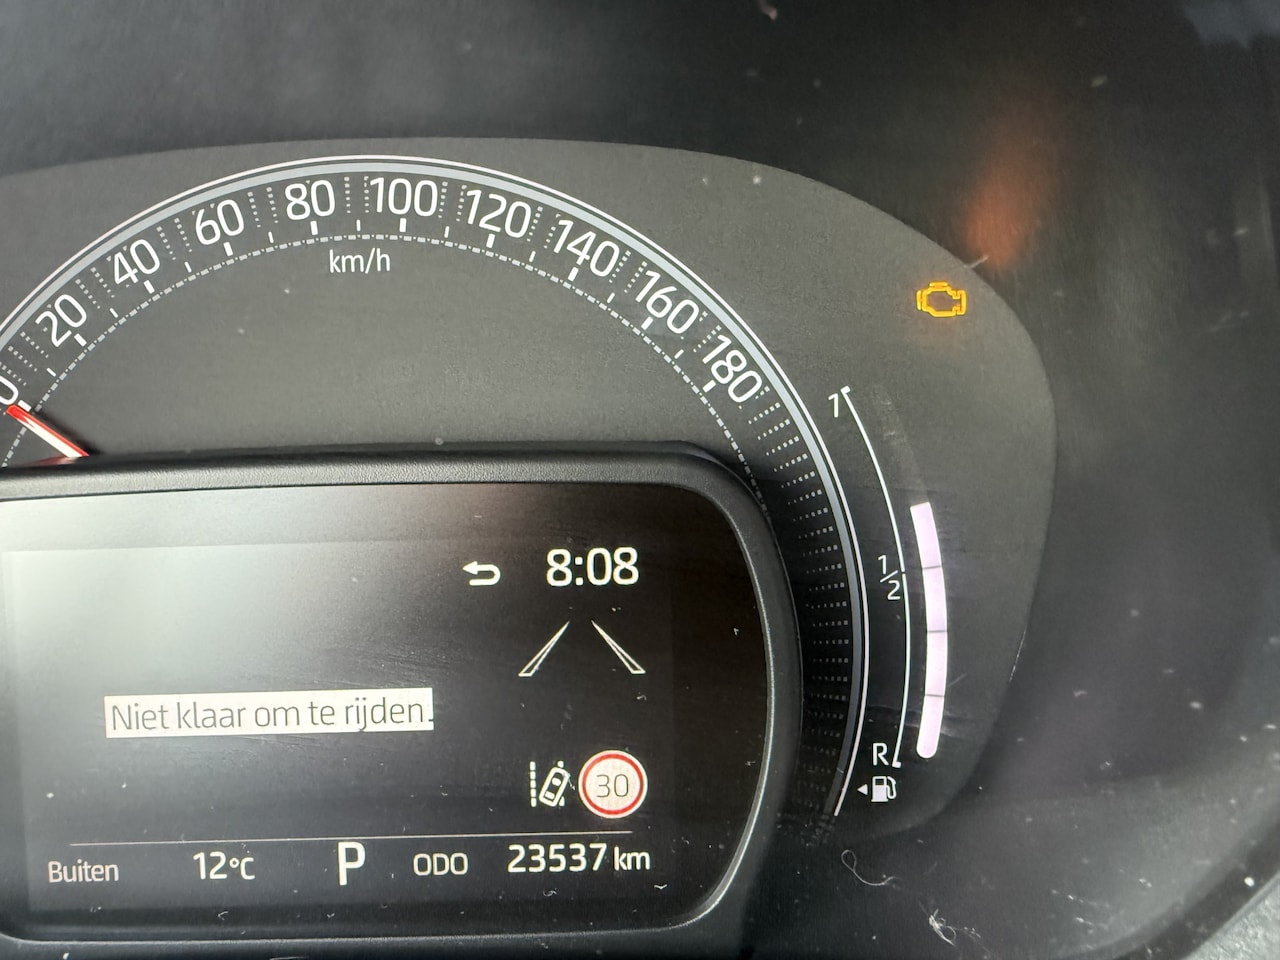 0 20 40 60 80 100 120 140 160 180
km/h
1
1/2
R
8:08
Niet klaar om te rijden.
30
Buiten 12°C P ODO 23537 km